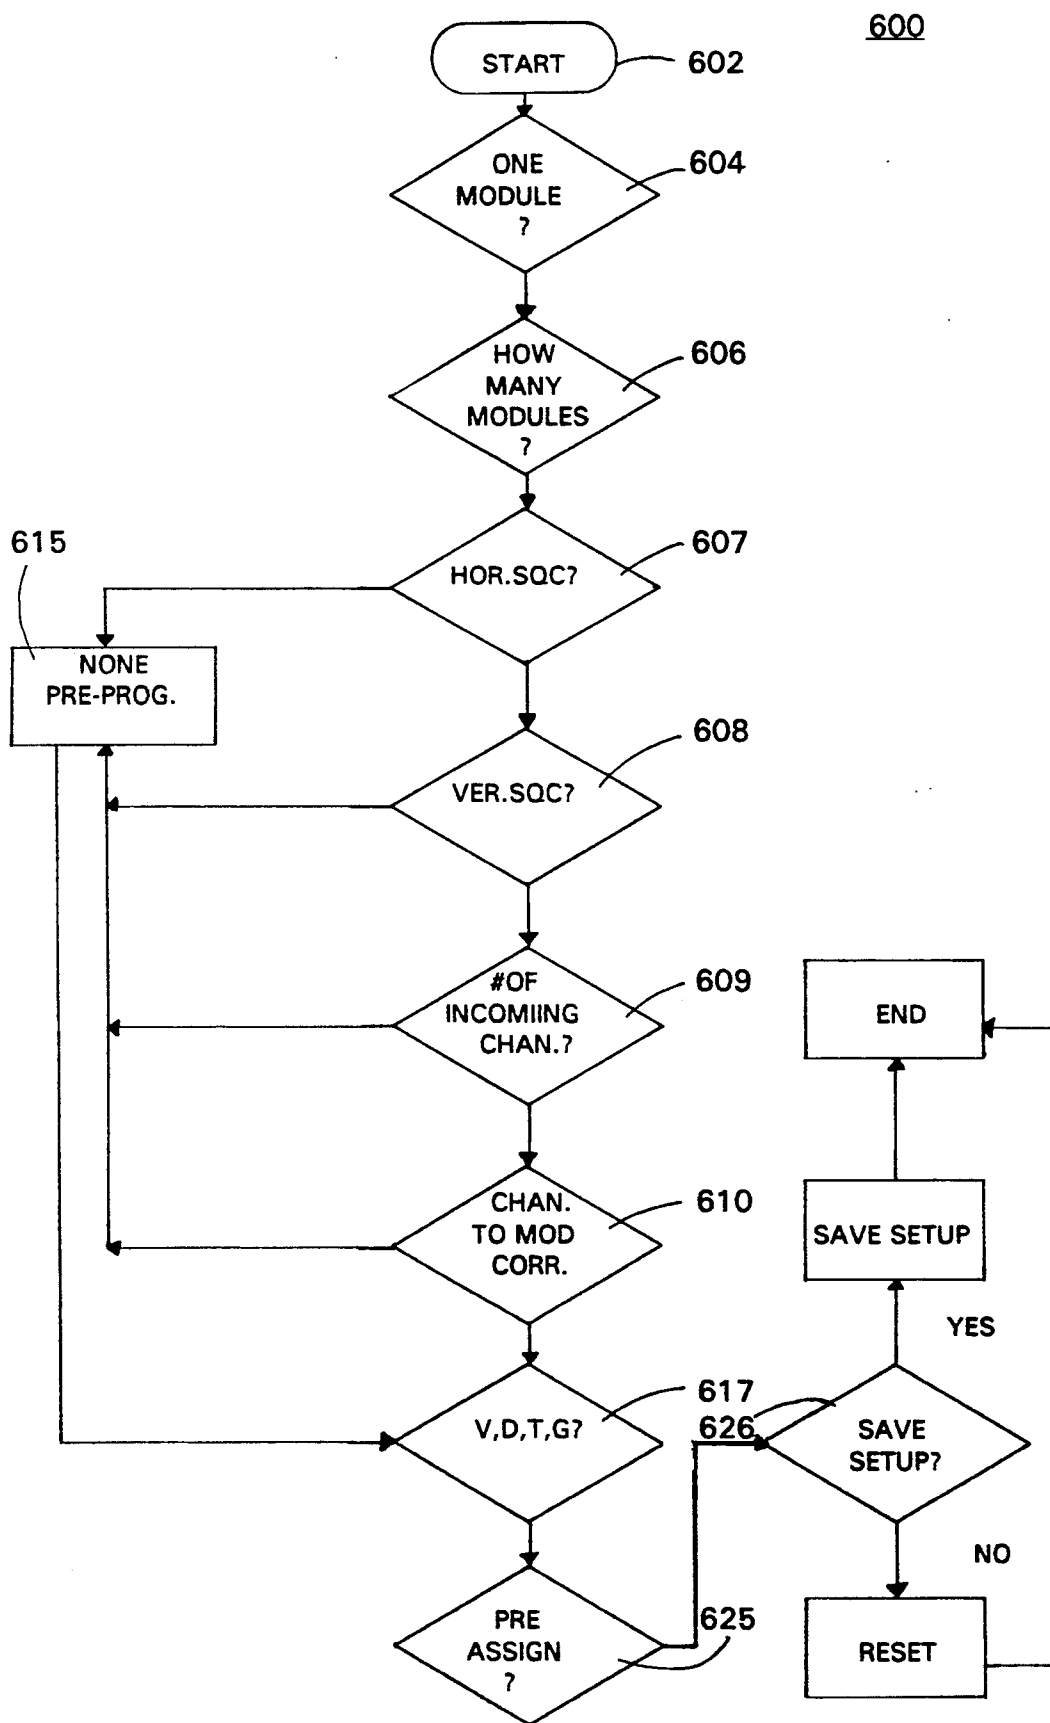 600
START
602
ONE
MODULE
?
604
HOW
MANY
MODULES
?
606
HOR.SQC?
607
615
NONE
PRE-PROG.
VER.SQC?
608
#OF
INCOMIING
CHAN.?
609
END
CHAN.
TO MOD
CORR.
610
SAVE SETUP
YES
V,D,T,G?
617
626
SAVE
SETUP?
NO
PRE
ASSIGN
?
625
RESET